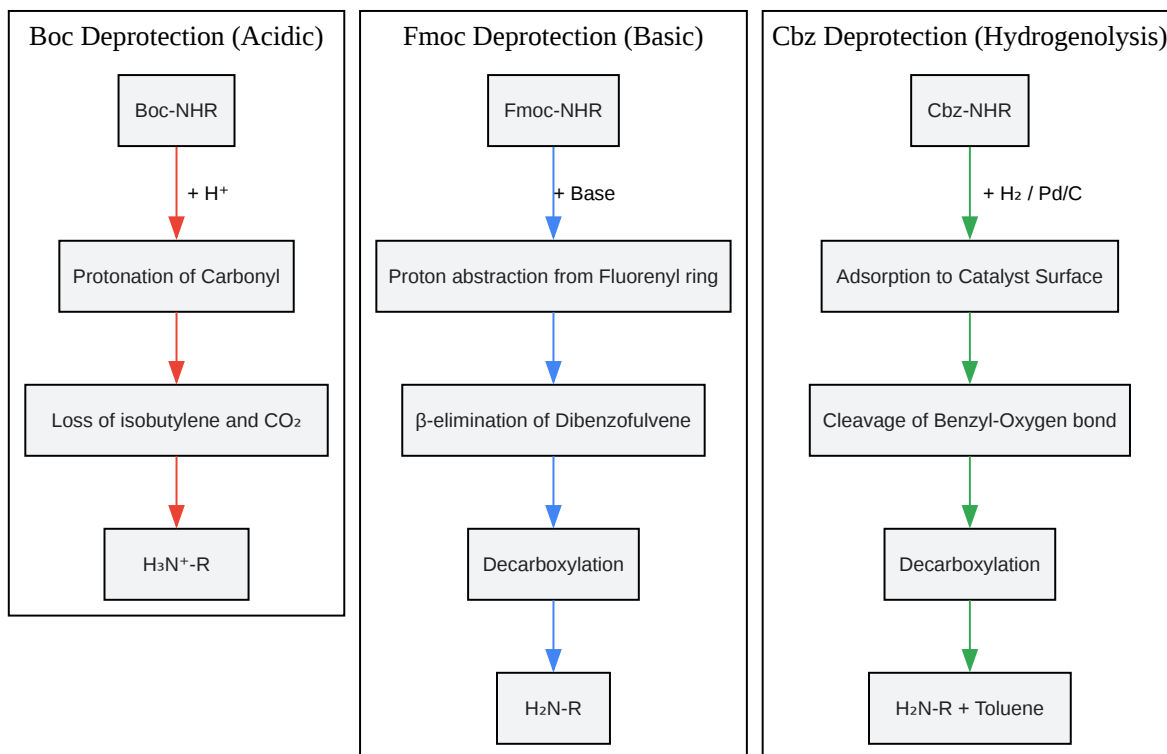 Boc Deprotection (Acidic)
Boc-NHR
+ H⁺
Protonation of Carbonyl
Loss of isobutylene and CO₂
H₃N⁺-R
Fmoc Deprotection (Basic)
Fmoc-NHR
+ Base
Proton abstraction from Fluorenyl ring
β-elimination of Dibenzofulvene
Decarboxylation
H₂N-R
Cbz Deprotection (Hydrogenolysis)
Cbz-NHR
+ H₂ / Pd/C
Adsorption to Catalyst Surface
Cleavage of Benzyl-Oxygen bond
Decarboxylation
H₂N-R + Toluene